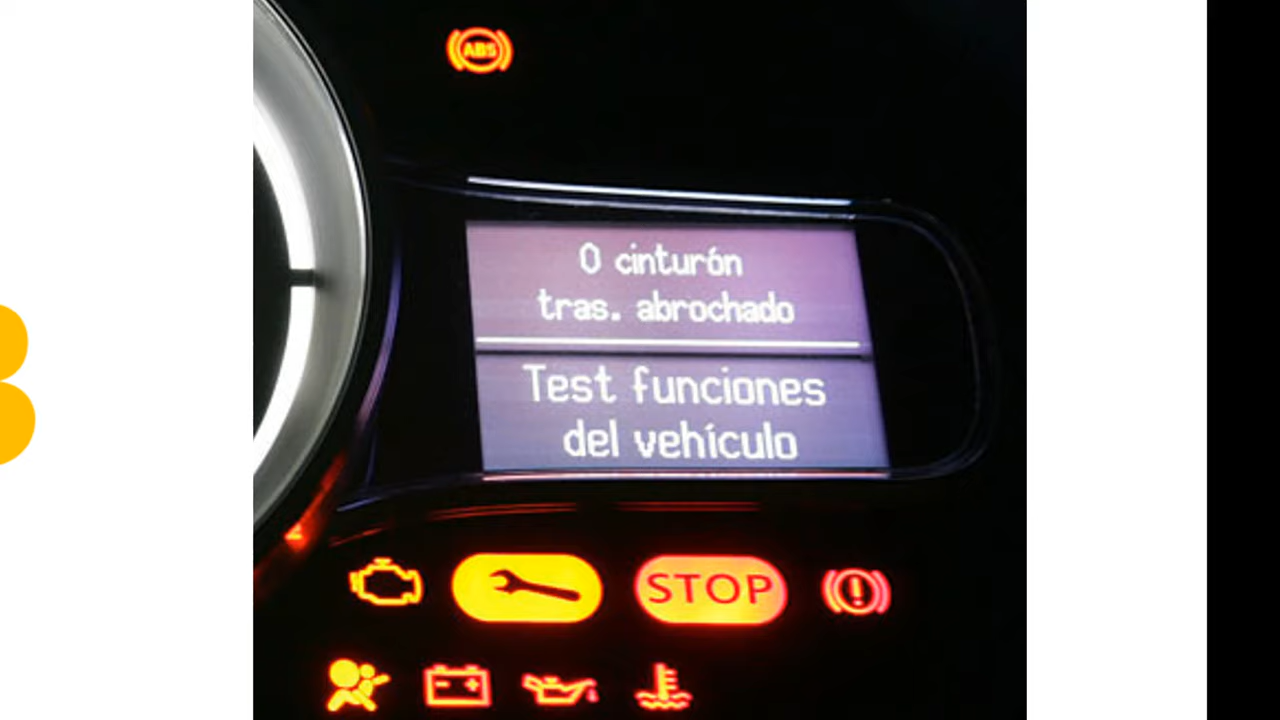 ABS
0 cinturón
tras. abrochado
Test funciones
del vehículo
STOP